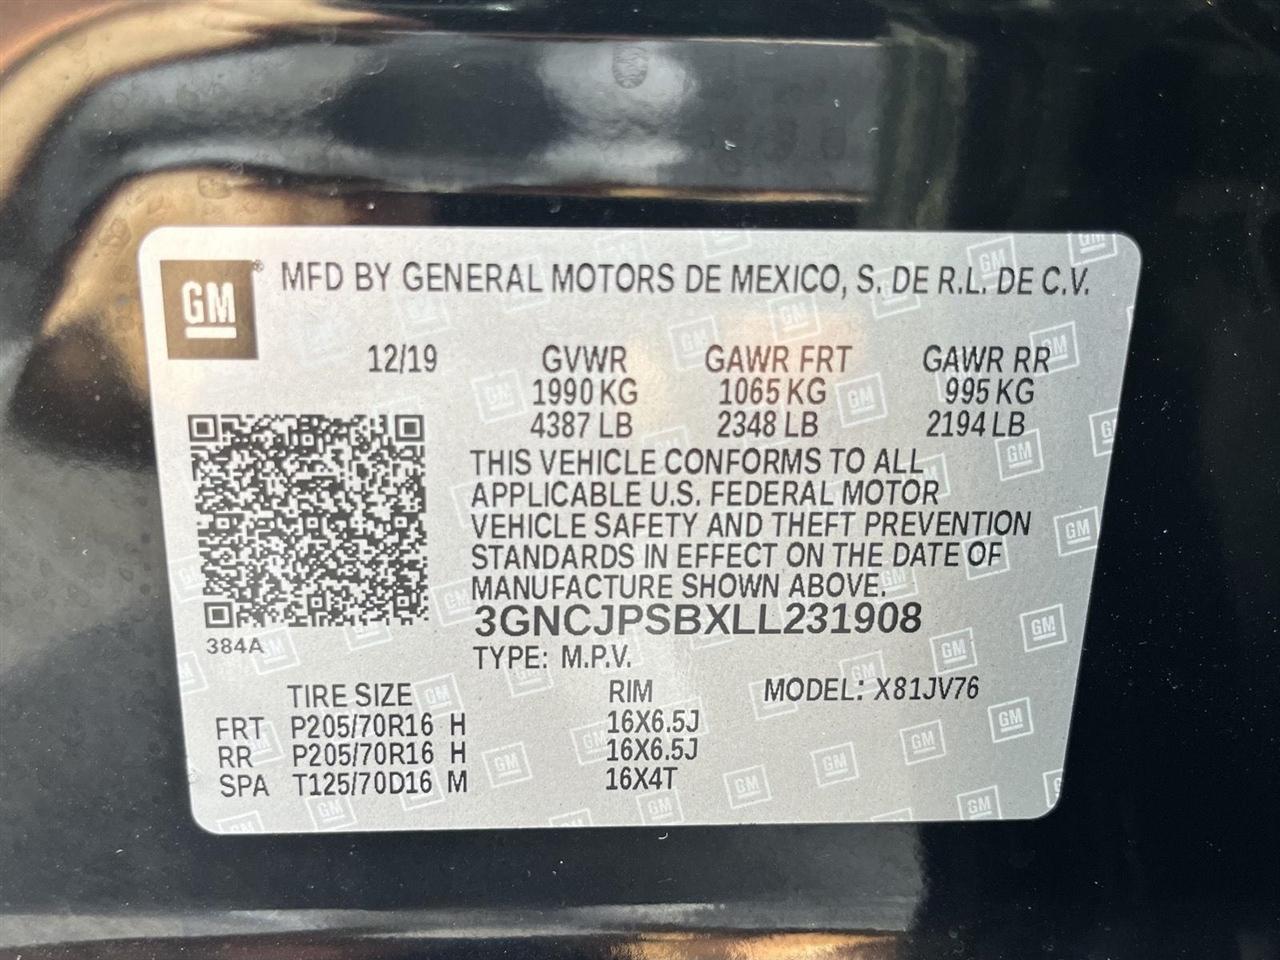 GM® MFD BY GENERAL MOTORS DE MEXICO, S. DE R.L. DE C.V.
12/19 GVWR GAWR FRT GAWR RR
1990 KG 1065 KG 995 KG
4387 LB 2348 LB 2194 LB
THIS VEHICLE CONFORMS TO ALL
APPLICABLE U.S. FEDERAL MOTOR
VEHICLE SAFETY AND THEFT PREVENTION
STANDARDS IN EFFECT ON THE DATE OF
MANUFACTURE SHOWN ABOVE.
3GNCJPSBXLL231908
384A
TYPE: M.P.V.
TIRE SIZE RIM MODEL: X81JV76
FRT P205/70R16 H 16X6.5J
RR P205/70R16 H 16X6.5J
SPA T125/70D16 M 16X4T